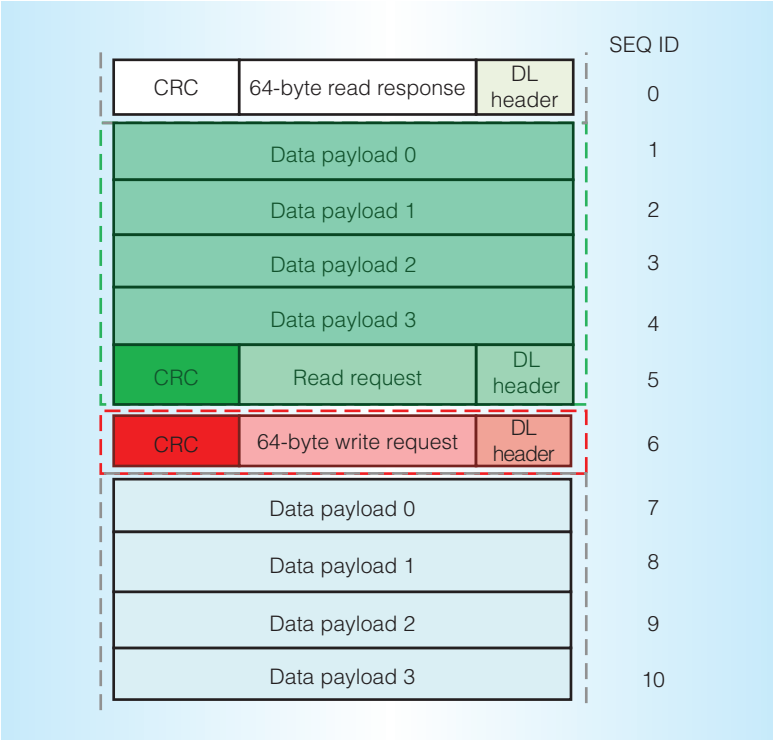 SEQ ID
CRC 64-byte read response DL header 0
Data payload 0 1
Data payload 1 2
Data payload 2 3
Data payload 3 4
CRC Read request DL header 5
CRC 64-byte write request DL header 6
Data payload 0 7
Data payload 1 8
Data payload 2 9
Data payload 3 10